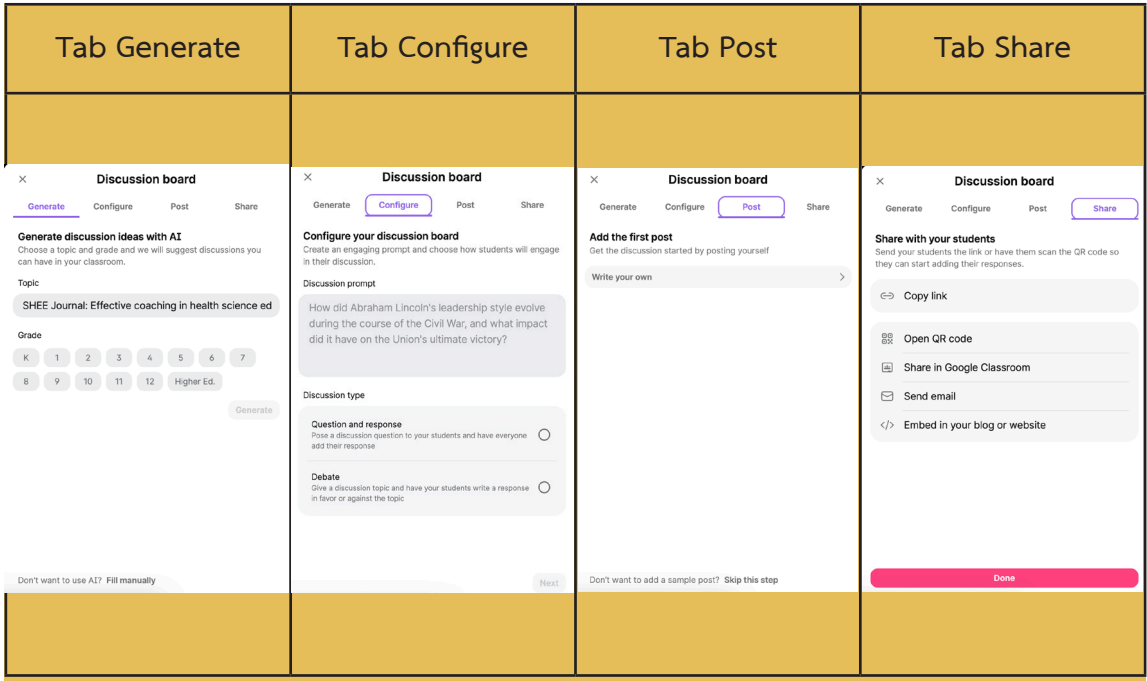 Tab Generate
Tab Configure
Tab Post
Tab Share
Discussion board
Generate Configure Post Share
Generate discussion ideas with AI
Choose a topic and grade and we will suggest discussions you
can have in your classroom.
Topic
SHEE Journal: Effective coaching in health science ed
Grade
K 1 2 3 4 5 6 7
8 9 10 11 12 Higher Ed.
Generate
Don't want to use AI? Fill manually
Discussion board
Generate Configure Post Share
Configure your discussion board
Create an engaging prompt and choose how students will engage
in their discussion.
Discussion prompt
How did Abraham Lincoln's leadership style evolve
during the course of the Civil War, and what impact
did it have on the Union's ultimate victory?
Discussion type
Question and response
Pose a discussion question to your students and have everyone
add their response
Debate
Give a discussion topic and have your students write a response
in favor or against the topic
Next
Discussion board
Generate Configure Post Share
Add the first post
Get the discussion started by posting yourself
Write your own
Don't want to add a sample post? Skip this step
Discussion board
Generate Configure Post Share
Share with your students
Send your students the link or have them scan the QR code so
they can start adding their responses.
Copy link
Open QR code
Share in Google Classroom
Send email
Embed in your blog or website
Done